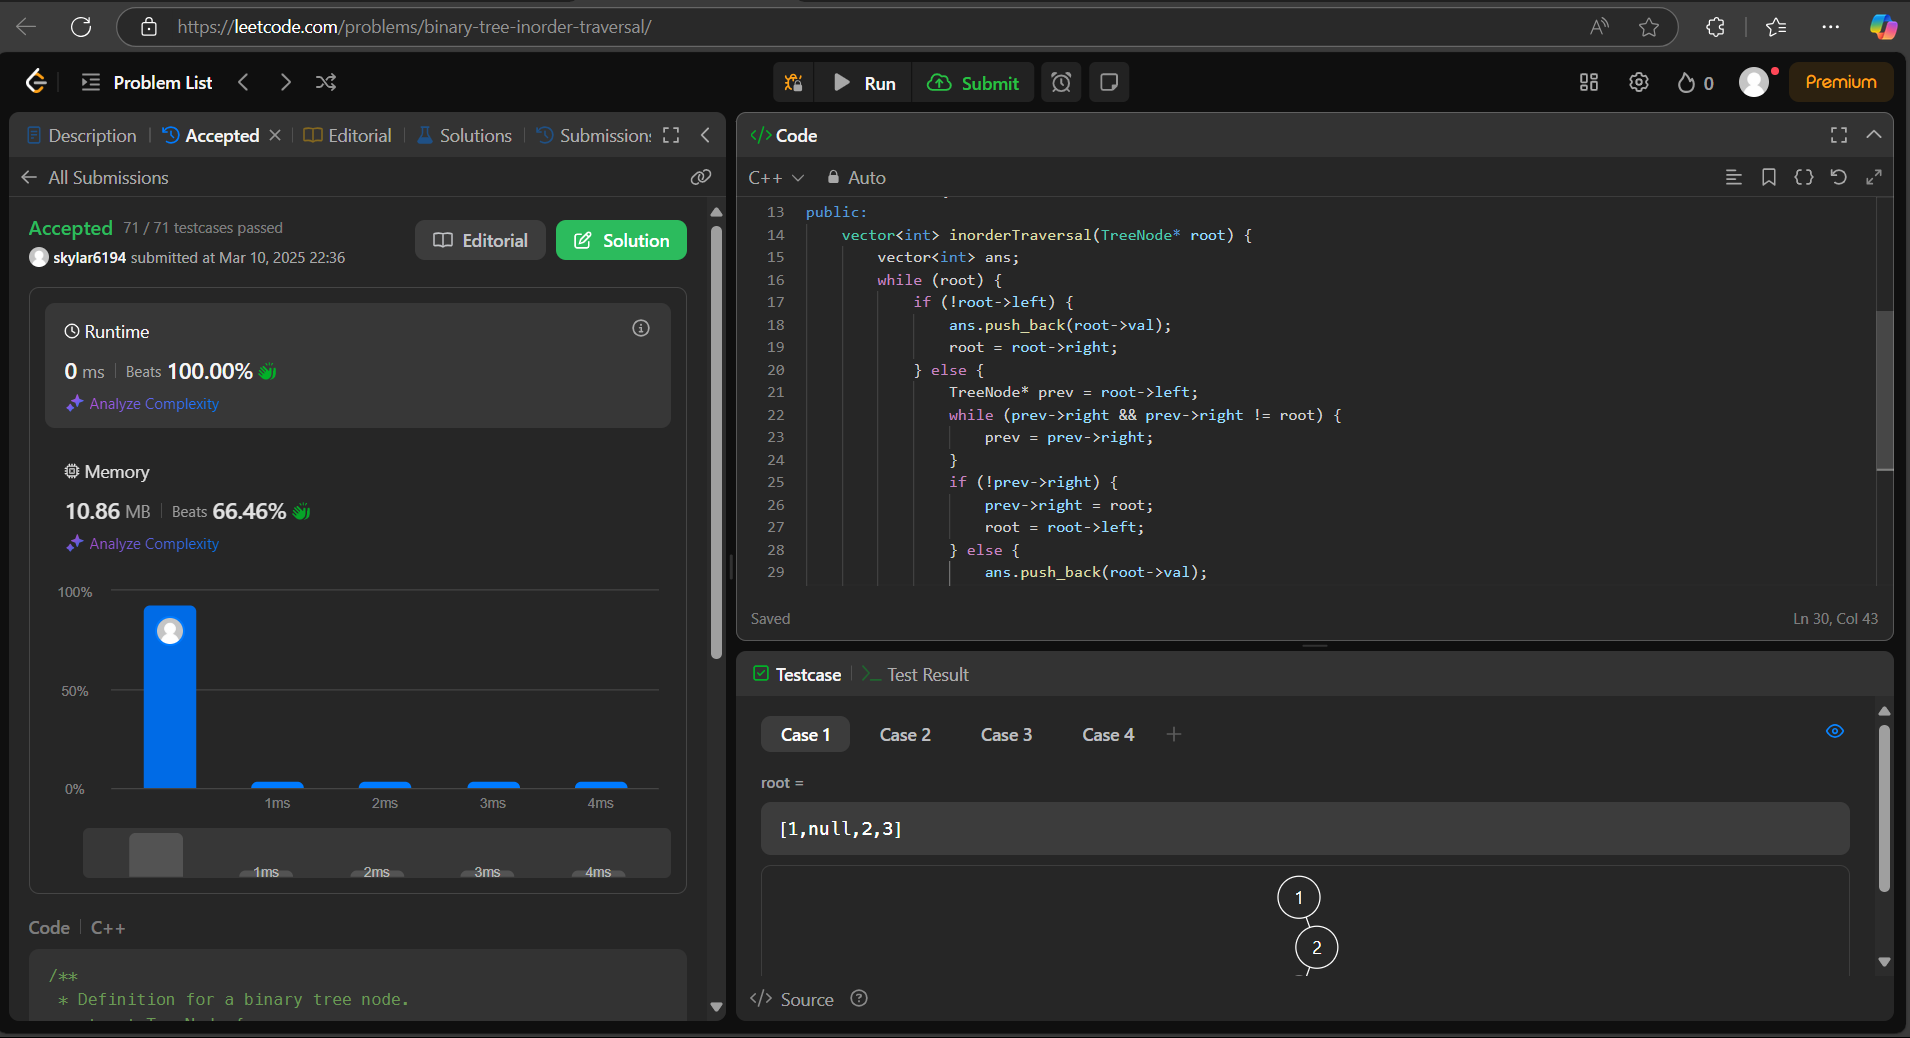 https://leetcode.com/problems/binary-tree-inorder-traversal/
Problem List
Run
Submit
0
Premium
Description
Accepted
Editorial
Solutions
Submissions
All Submissions
Accepted 71 / 71 testcases passed
skylar6194 submitted at Mar 10, 2025 22:36
Editorial
Solution
Runtime
0 ms Beats 100.00%
Analyze Complexity
Memory
10.86 MB Beats 66.46%
Analyze Complexity
100%
50%
0%
1ms 2ms 3ms 4ms
1ms 2ms 3ms 4ms
Code C++
/**
* Definition for a binary tree node.
</> Code
C++ Auto
13 public:
14 vector<int> inorderTraversal(TreeNode* root) {
15 vector<int> ans;
16 while (root) {
17 if (!root->left) {
18 ans.push_back(root->val);
19 root = root->right;
20 } else {
21 TreeNode* prev = root->left;
22 while (prev->right && prev->right != root) {
23 prev = prev->right;
24 }
25 if (!prev->right) {
26 prev->right = root;
27 root = root->left;
28 } else {
29 ans.push_back(root->val);
Saved
Ln 30, Col 43
Testcase
Test Result
Case 1 Case 2 Case 3 Case 4 +
root =
[1,null,2,3]
1
2
</> Source ?